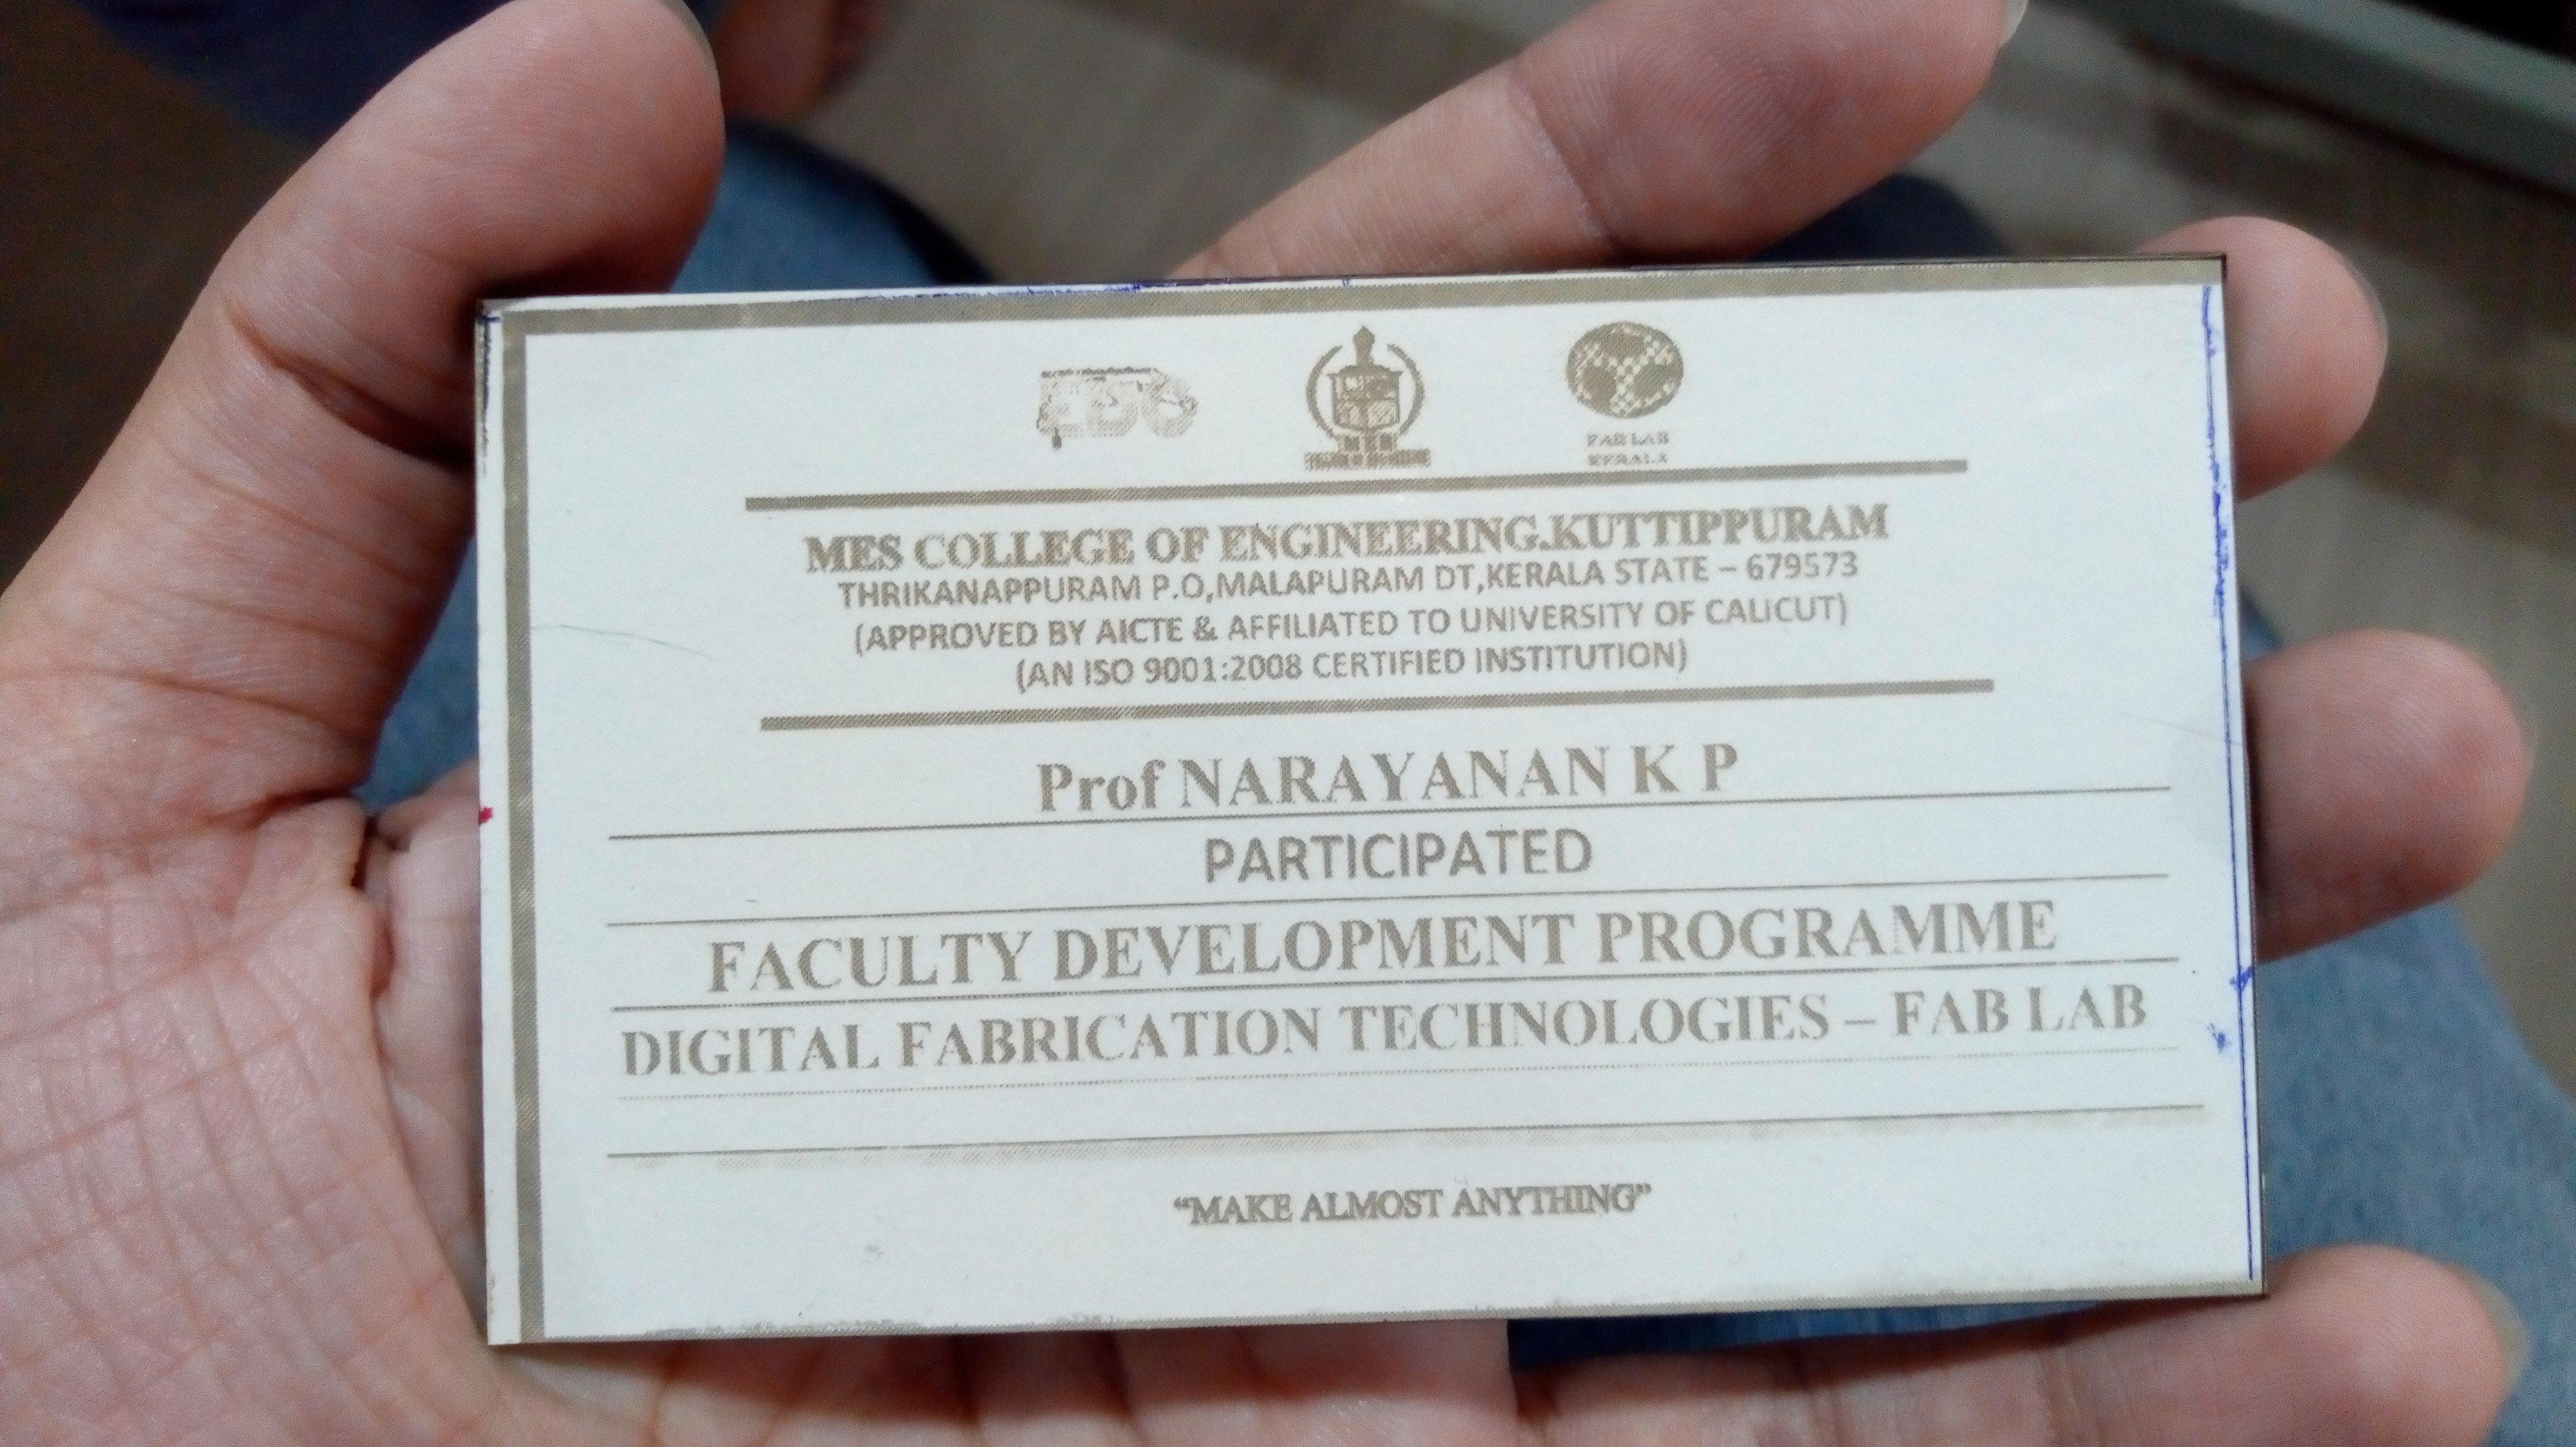 EDC
FAB LAB
KERALA
MES COLLEGE OF ENGINEERING.KUTTIPPURAM
THRIKANAPPURAM P.O,MALAPURAM DT,KERALA STATE – 679573
(APPROVED BY AICTE & AFFILIATED TO UNIVERSITY OF CALICUT)
(AN ISO 9001:2008 CERTIFIED INSTITUTION)
Prof NARAYANAN K P
PARTICIPATED
FACULTY DEVELOPMENT PROGRAMME
DIGITAL FABRICATION TECHNOLOGIES – FAB LAB
“MAKE ALMOST ANYTHING”